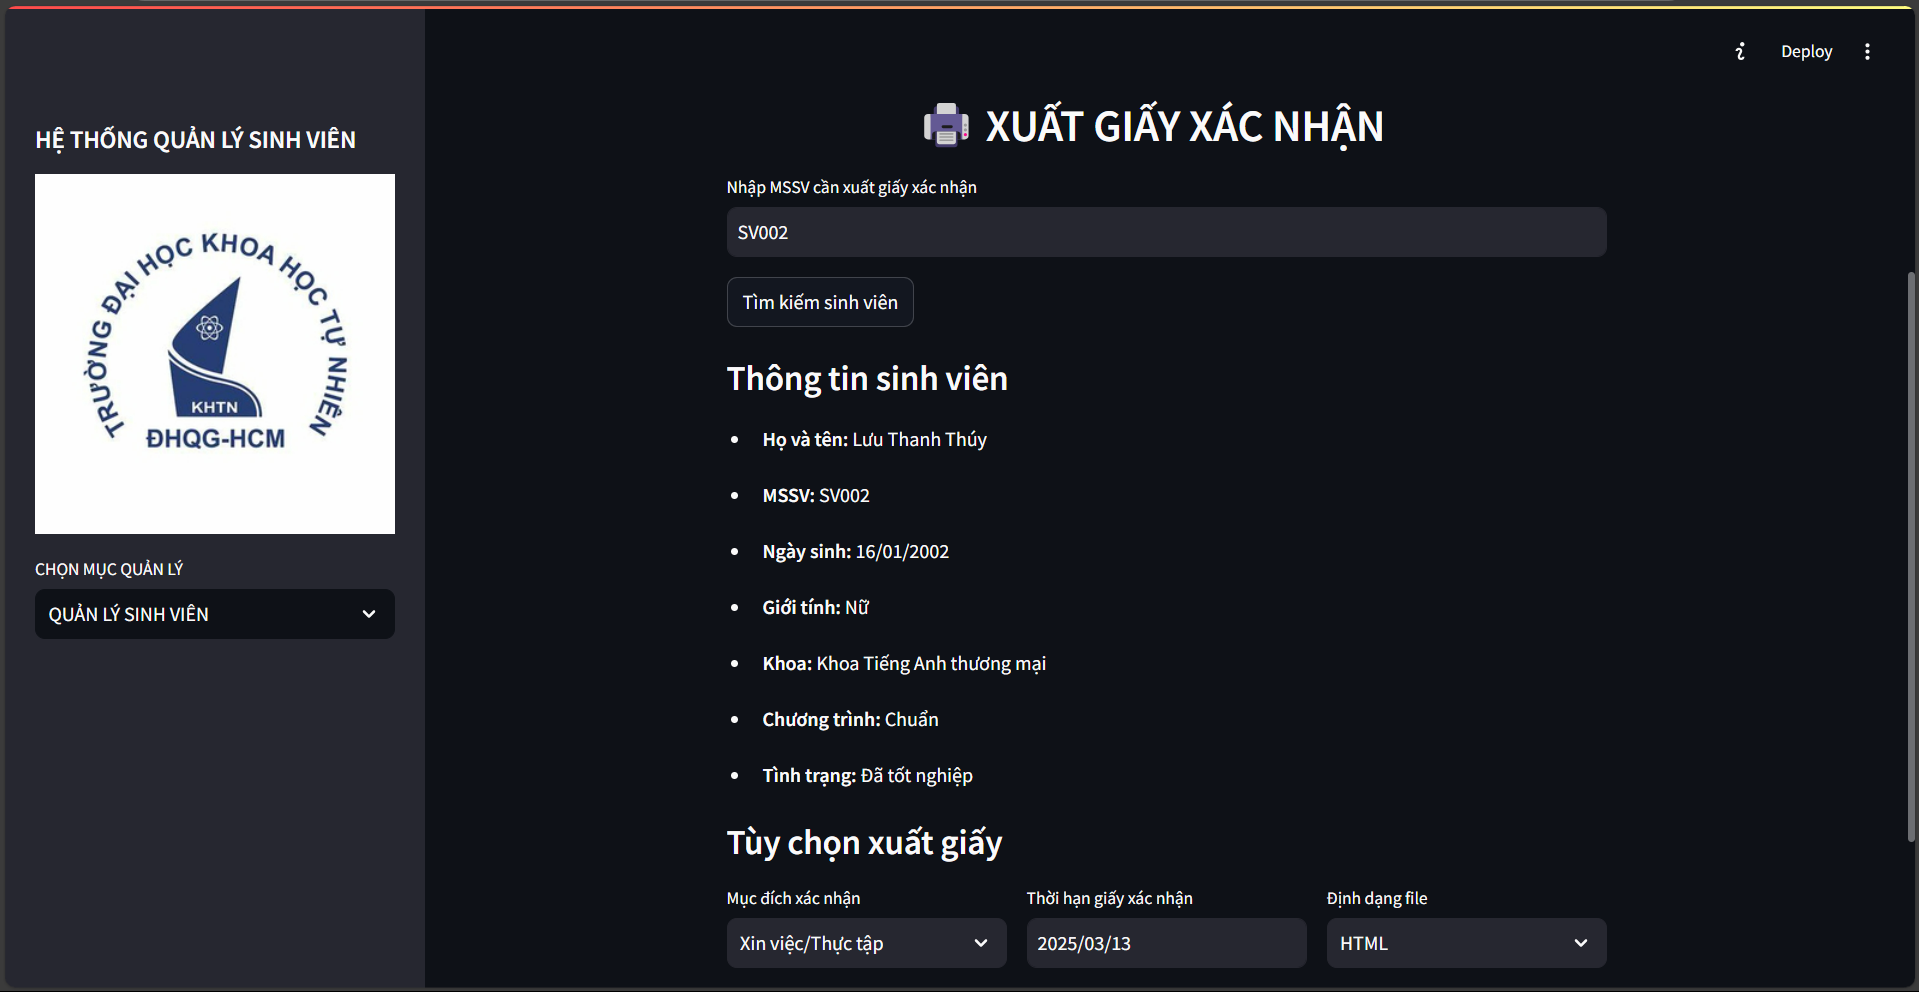 Deploy
HỆ THỐNG QUẢN LÝ SINH VIÊN
TRƯỜNG ĐẠI HỌC KHOA HỌC TỰ NHIÊN
KHTN
ĐHQG-HCM
CHỌN MỤC QUẢN LÝ
QUẢN LÝ SINH VIÊN
XUẤT GIẤY XÁC NHẬN
Nhập MSSV cần xuất giấy xác nhận
SV002
Tìm kiếm sinh viên
Thông tin sinh viên
Họ và tên: Lưu Thanh Thúy
MSSV: SV002
Ngày sinh: 16/01/2002
Giới tính: Nữ
Khoa: Khoa Tiếng Anh thương mại
Chương trình: Chuẩn
Tình trạng: Đã tốt nghiệp
Tùy chọn xuất giấy
Mục đích xác nhận
Xin việc/Thực tập
Thời hạn giấy xác nhận
2025/03/13
Định dạng file
HTML